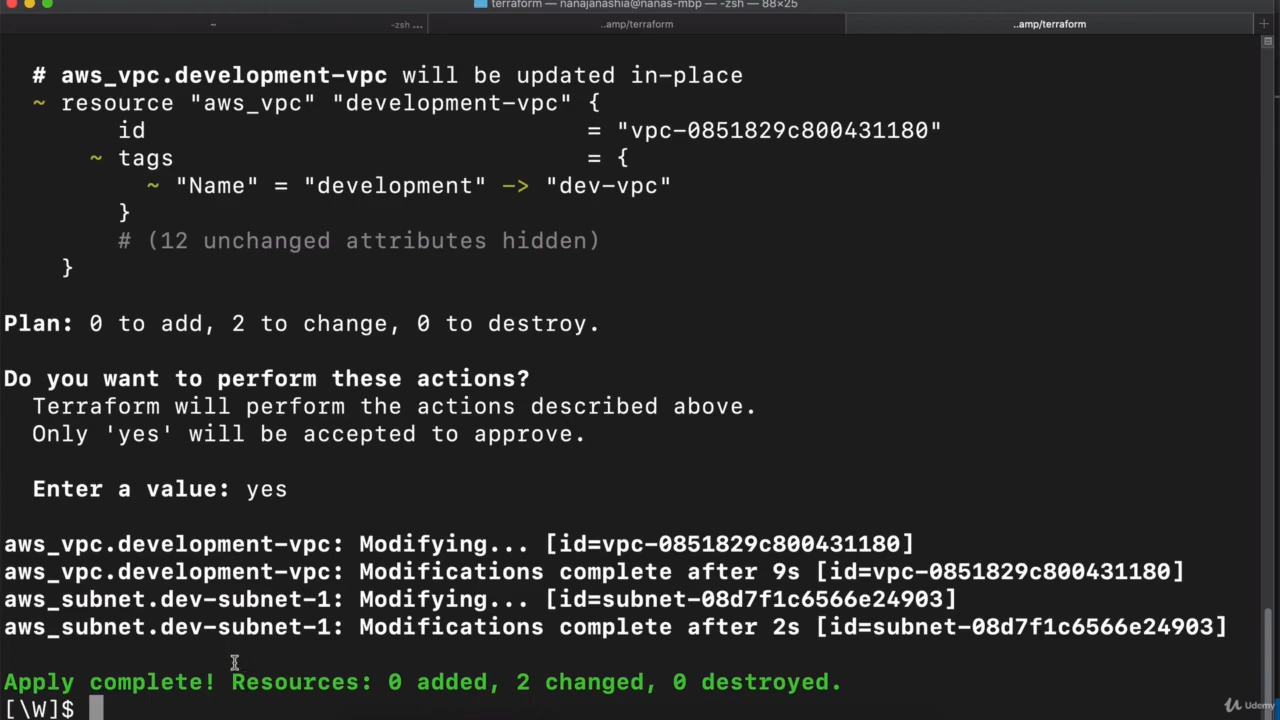 terraform — nanajanashia@nanas-mbp — -zsh — 88×25
~ -zsh ... ..amp/terraform ..amp/terraform +
# aws_vpc.development-vpc will be updated in-place
~ resource "aws_vpc" "development-vpc" {
id = "vpc-0851829c800431180"
~ tags = {
~ "Name" = "development" -> "dev-vpc"
}
# (12 unchanged attributes hidden)
}
Plan: 0 to add, 2 to change, 0 to destroy.
Do you want to perform these actions?
Terraform will perform the actions described above.
Only 'yes' will be accepted to approve.
Enter a value: yes
aws_vpc.development-vpc: Modifying... [id=vpc-0851829c800431180]
aws_vpc.development-vpc: Modifications complete after 9s [id=vpc-0851829c800431180]
aws_subnet.dev-subnet-1: Modifying... [id=subnet-08d7f1c6566e24903]
aws_subnet.dev-subnet-1: Modifications complete after 2s [id=subnet-08d7f1c6566e24903]
Apply complete! Resources: 0 added, 2 changed, 0 destroyed.
[\W]$
Udemy